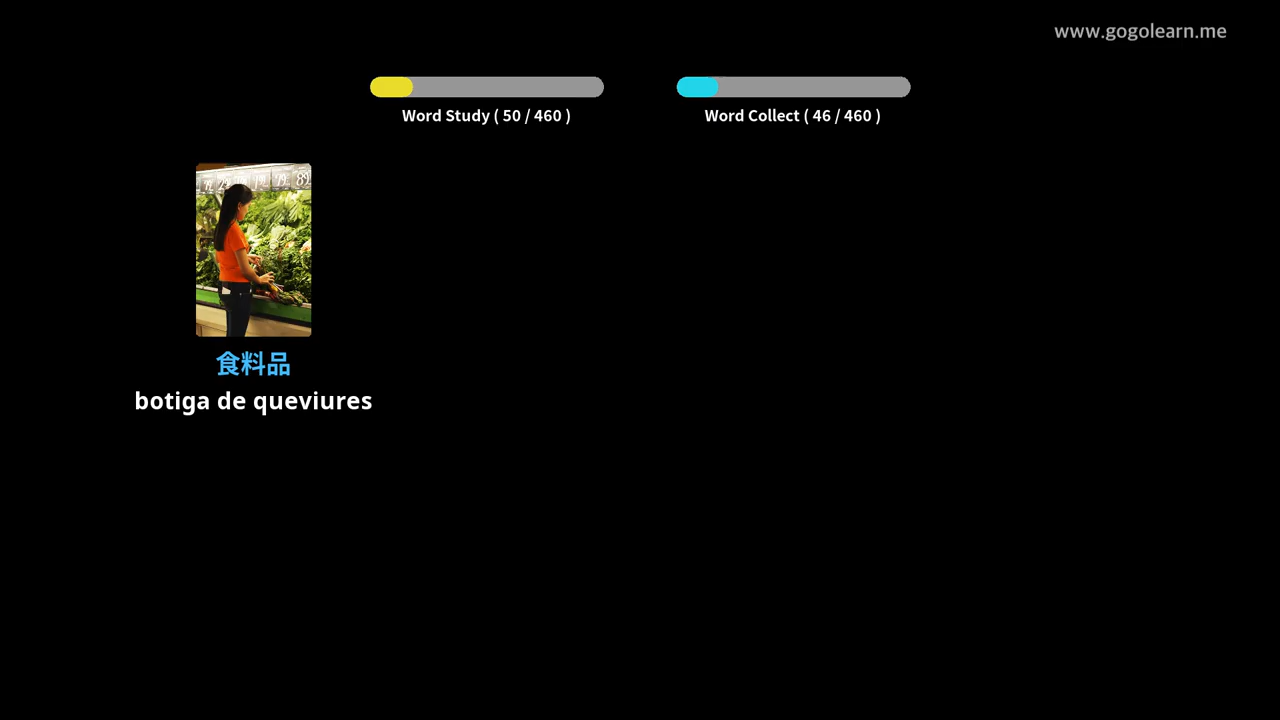 www.gogolearn.me
Word Study ( 50 / 460 )
Word Collect ( 46 / 460 )
食料品
botiga de queviures